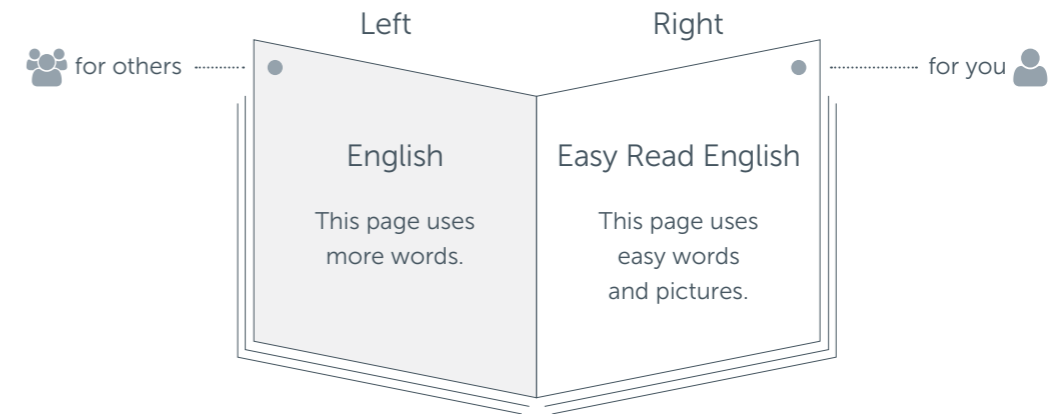 Left
Right
for others
for you
English
This page uses
more words.
Easy Read English
This page uses
easy words
and pictures.